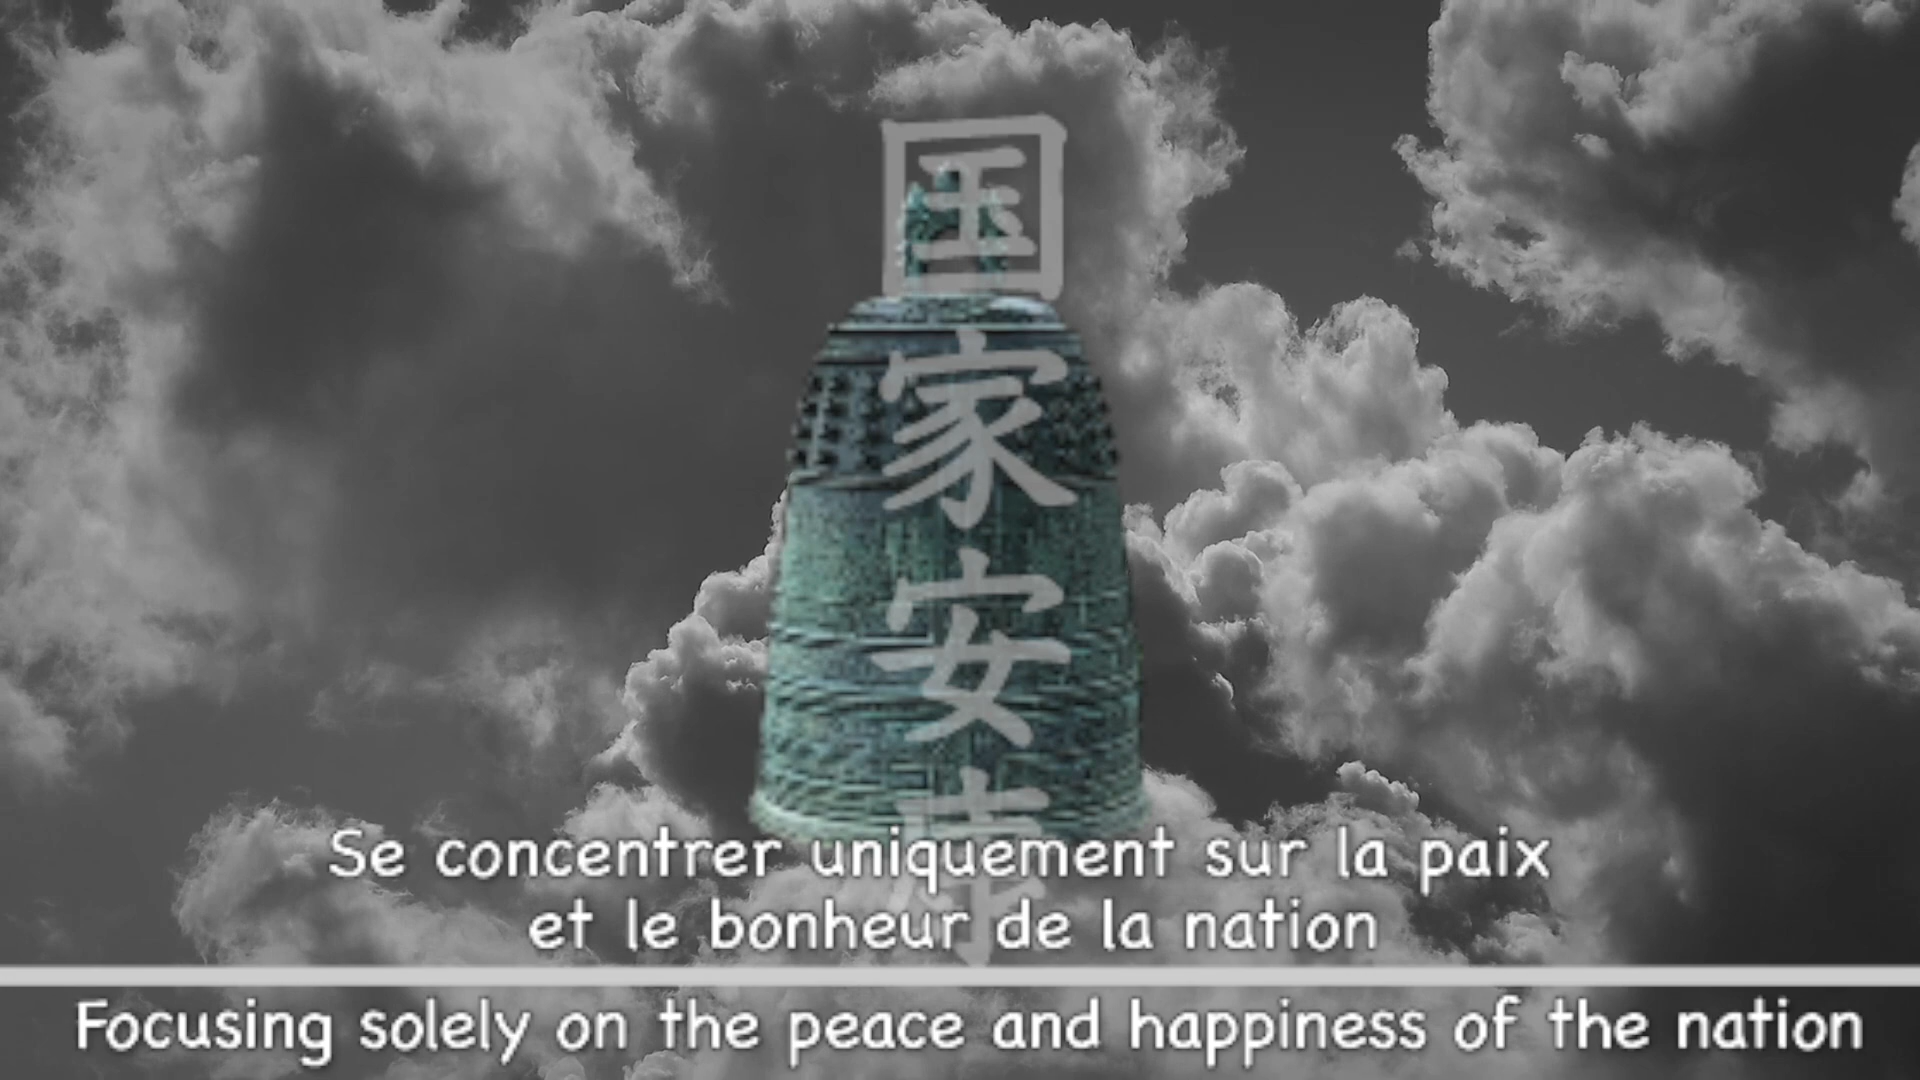 国
家
安
康
Se concentrer uniquement sur la paix
et le bonheur de la nation
Focusing solely on the peace and happiness of the nation